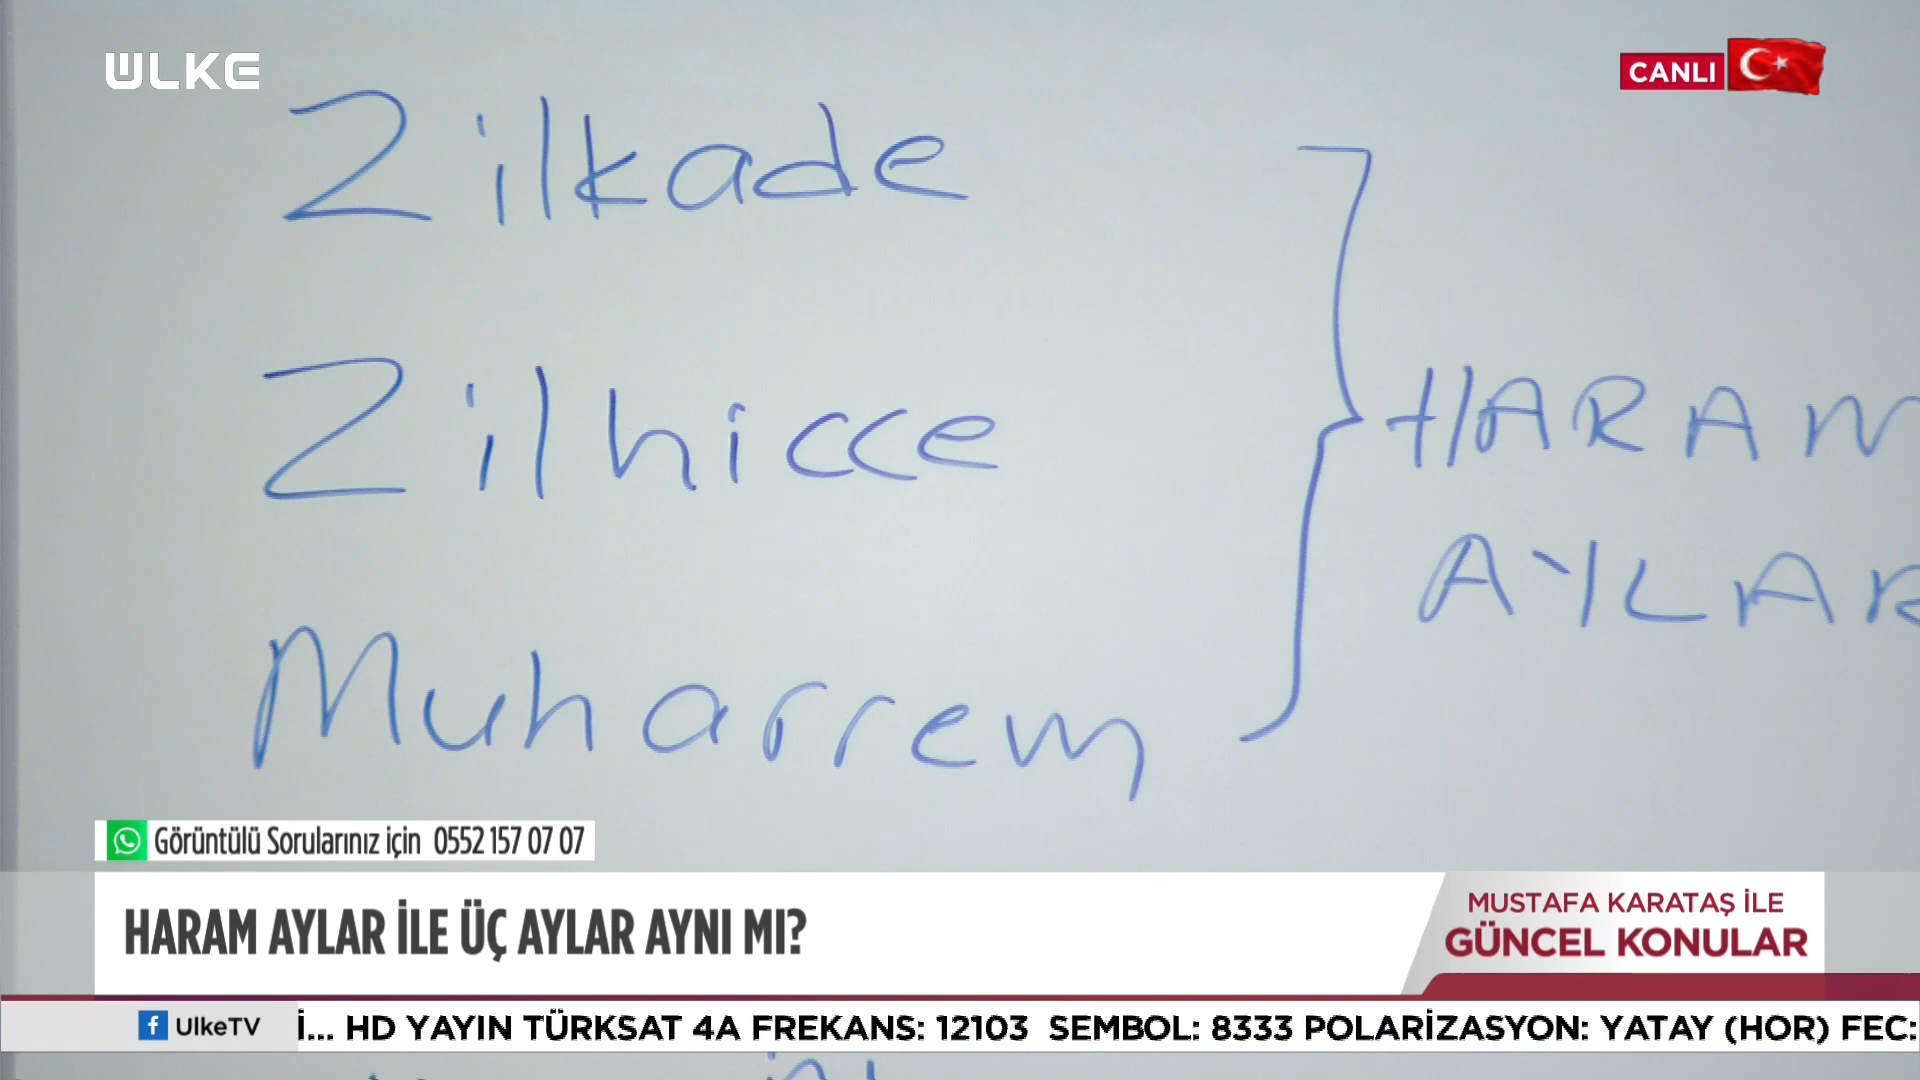 ULKE
CANLI
Zilkade
Zilhicce
Muharrem
HARAM
AYLAR
Görüntülü Sorularınız için 0552 157 07 07
HARAM AYLAR İLE ÜÇ AYLAR AYNI MI?
MUSTAFA KARATAŞ İLE
GÜNCEL KONULAR
UlkeTV
İ... HD YAYIN TÜRKSAT 4A FREKANS: 12103 SEMBOL: 8333 POLARİZASYON: YATAY (HOR) FEC: